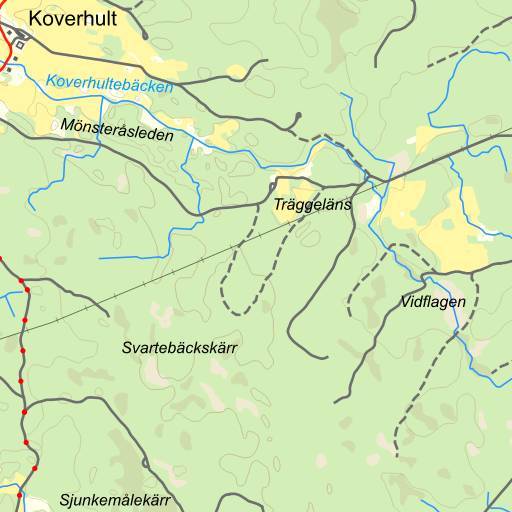 Koverhult
Koverhultebäcken
Mönsteråsleden
Träggeläns
Vidflagen
Svartebäckskärr
Sjunkemålekärr